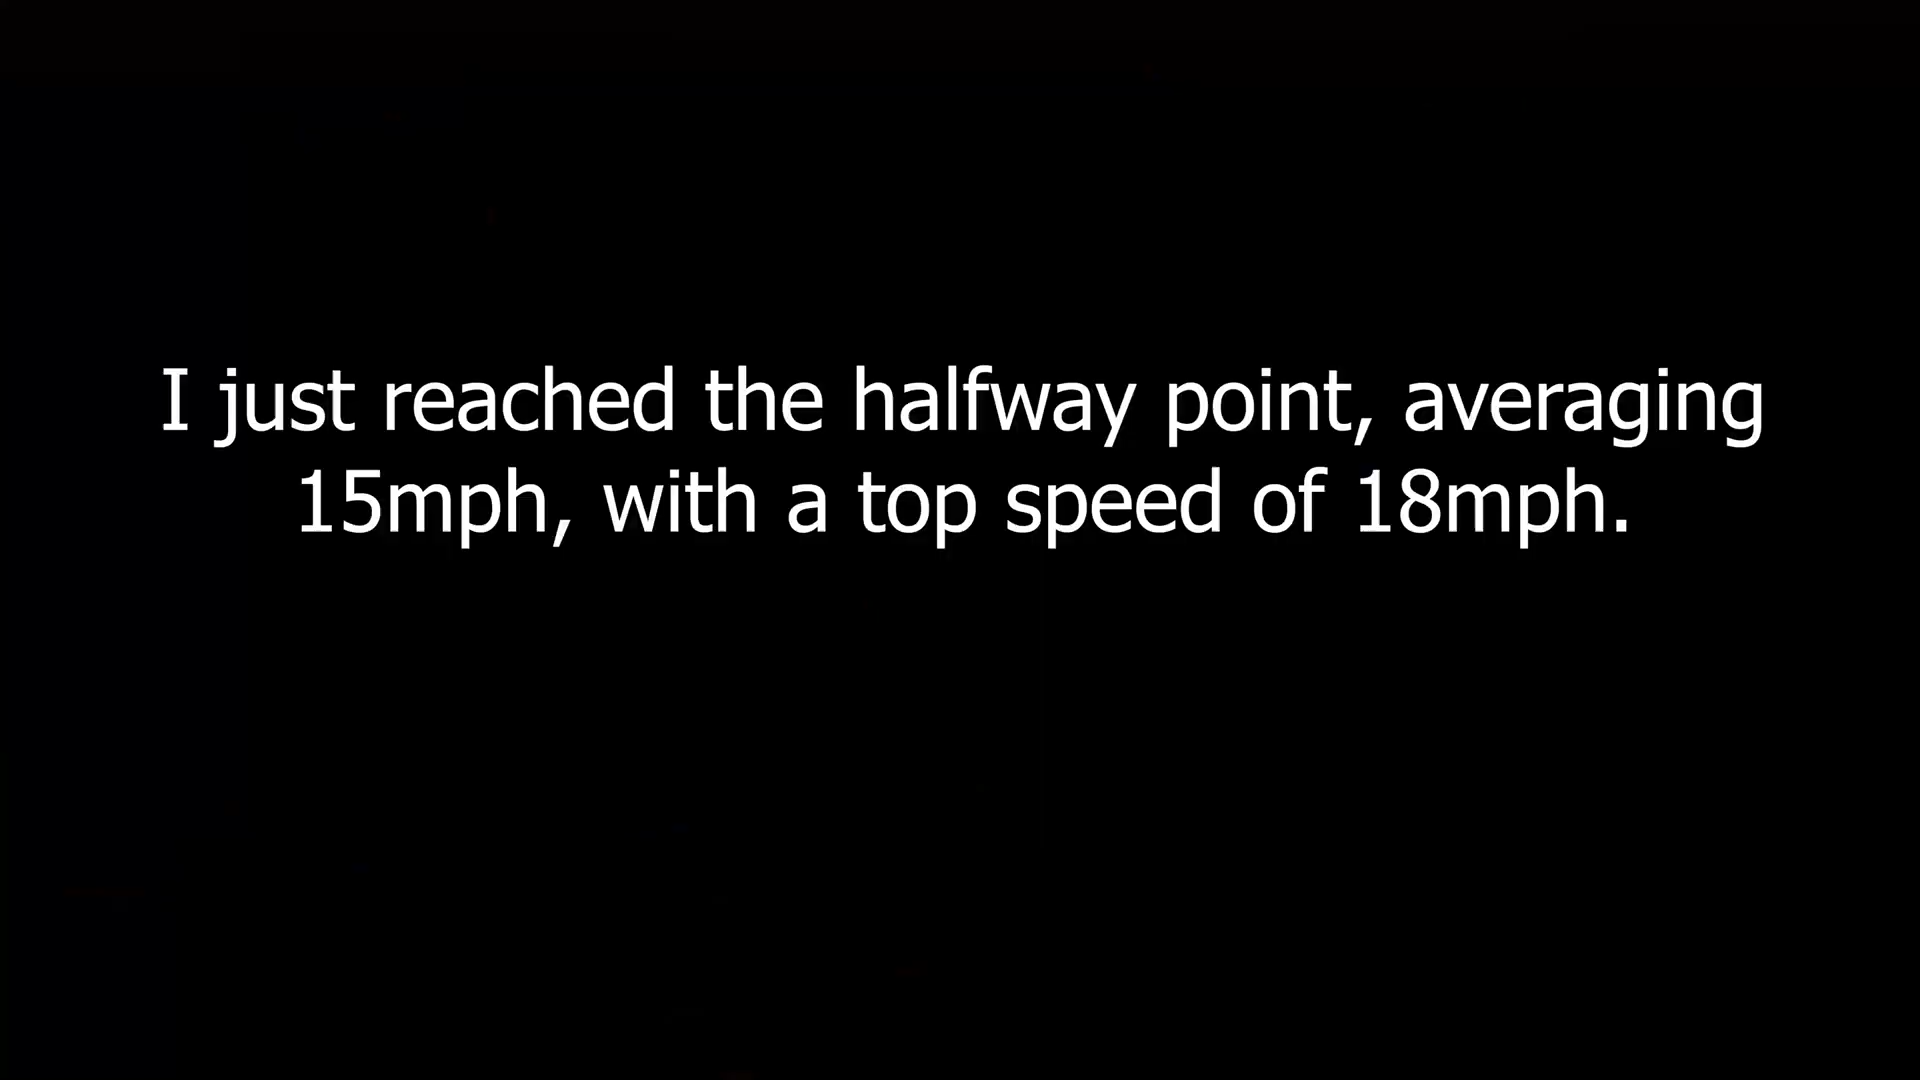 I just reached the halfway point, averaging
15mph, with a top speed of 18mph.